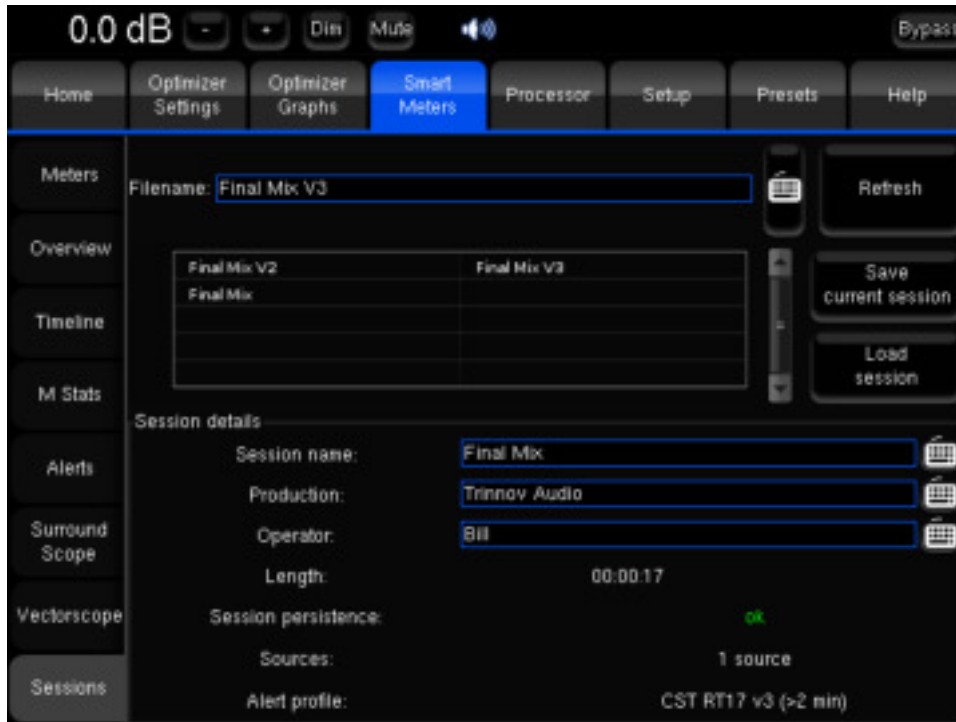 0.0 dB - + Dim Mute Bypass
Home Optimizer Settings Optimizer Graphs Smart Meters Processor Setup Presets Help
Meters
Filename: Final Mix V3
Refresh
Overview
Final Mix V2 Final Mix V3
Final Mix
Save current session
Timeline
Load session
M Stats
Session details
Session name: Final Mix
Alerts
Production: Trinnov Audio
Surround Scope
Operator: Bill
Length: 00:00:17
Vectorscope
Session persistence: ok
Sources: 1 source
Sessions
Alert profile: CST RT17 v3 (>2 min)